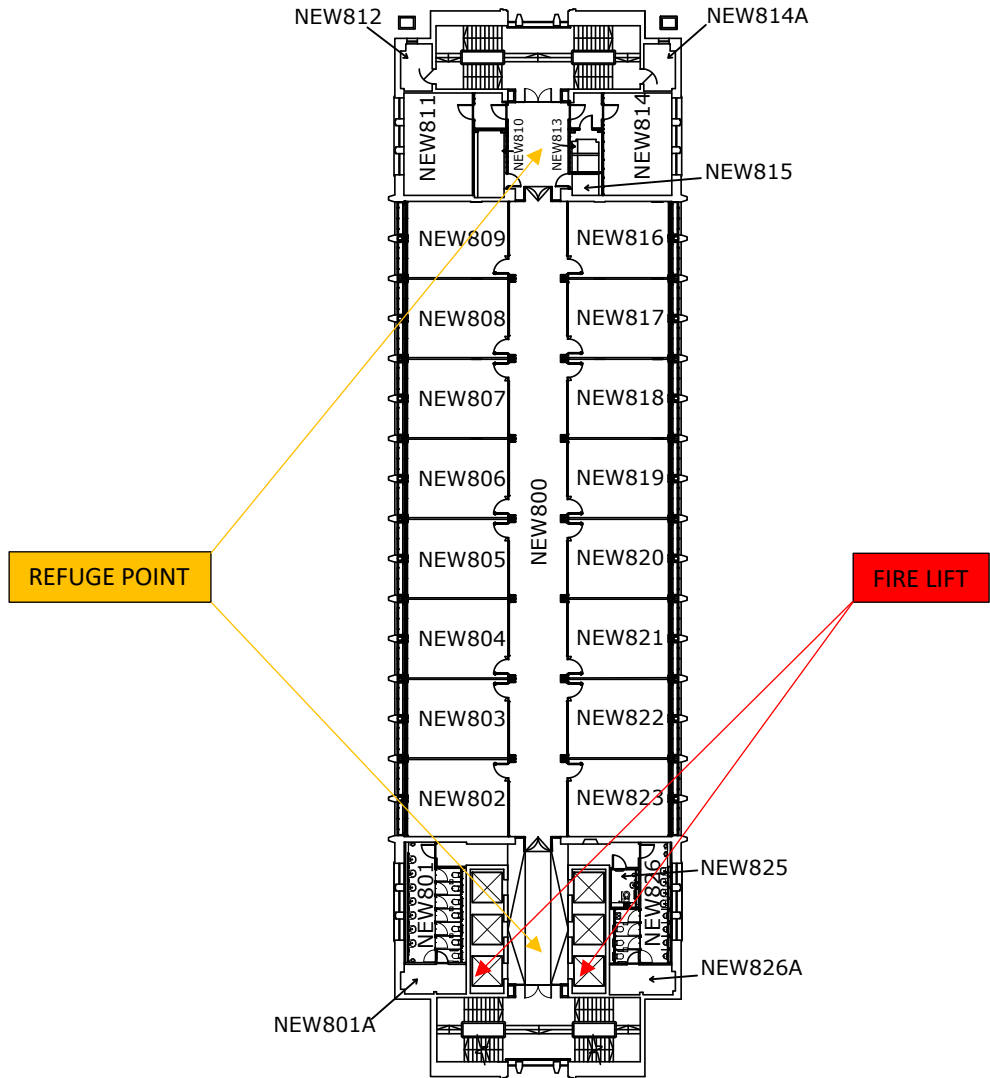 NEW812
NEW814A
NEW811
NEW810
NEW813
NEW814
NEW815
NEW809
NEW816
NEW808
NEW817
NEW807
NEW818
NEW806
NEW819
NEW800
REFUGE POINT
NEW805
NEW820
FIRE LIFT
NEW804
NEW821
NEW803
NEW822
NEW802
NEW823
NEW801
NEW826
NEW825
NEW826A
NEW801A